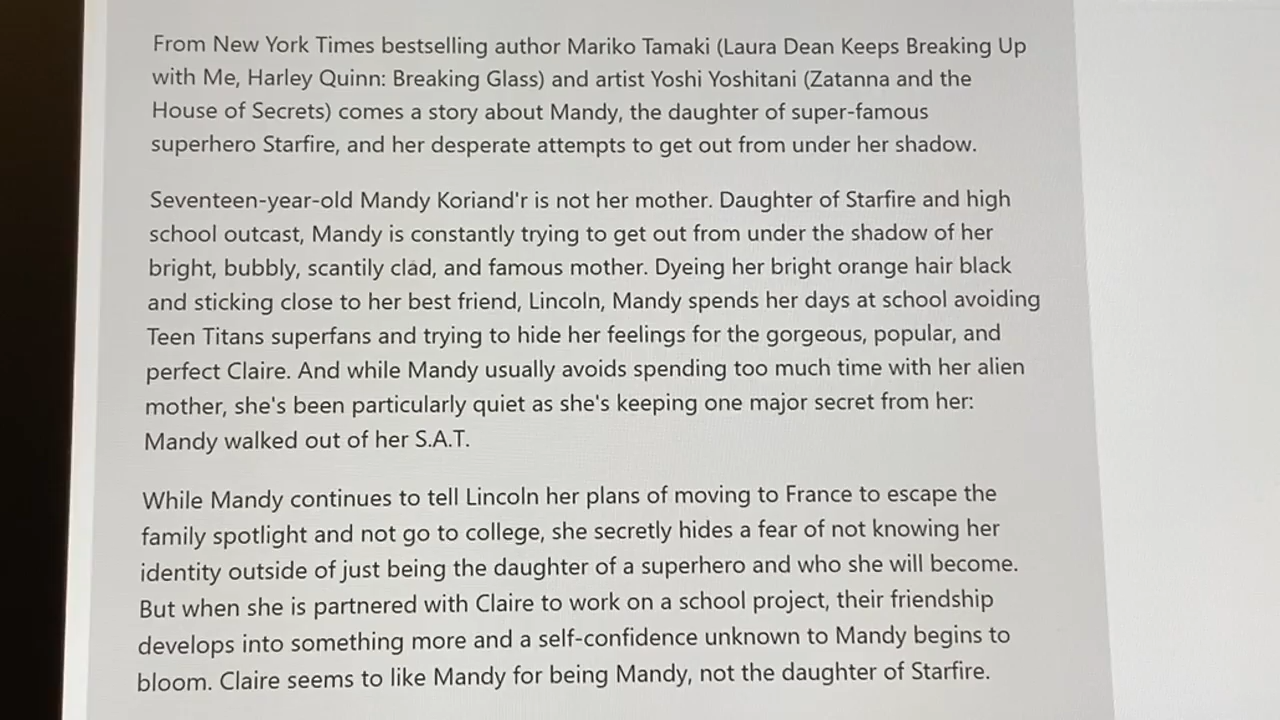 From New York Times bestselling author Mariko Tamaki (Laura Dean Keeps Breaking Up
with Me, Harley Quinn: Breaking Glass) and artist Yoshi Yoshitani (Zatanna and the
House of Secrets) comes a story about Mandy, the daughter of super-famous
superhero Starfire, and her desperate attempts to get out from under her shadow.
Seventeen-year-old Mandy Koriand'r is not her mother. Daughter of Starfire and high
school outcast, Mandy is constantly trying to get out from under the shadow of her
bright, bubbly, scantily clad, and famous mother. Dyeing her bright orange hair black
and sticking close to her best friend, Lincoln, Mandy spends her days at school avoiding
Teen Titans superfans and trying to hide her feelings for the gorgeous, popular, and
perfect Claire. And while Mandy usually avoids spending too much time with her alien
mother, she's been particularly quiet as she's keeping one major secret from her:
Mandy walked out of her S.A.T.
While Mandy continues to tell Lincoln her plans of moving to France to escape the
family spotlight and not go to college, she secretly hides a fear of not knowing her
identity outside of just being the daughter of a superhero and who she will become.
But when she is partnered with Claire to work on a school project, their friendship
develops into something more and a self-confidence unknown to Mandy begins to
bloom. Claire seems to like Mandy for being Mandy, not the daughter of Starfire.